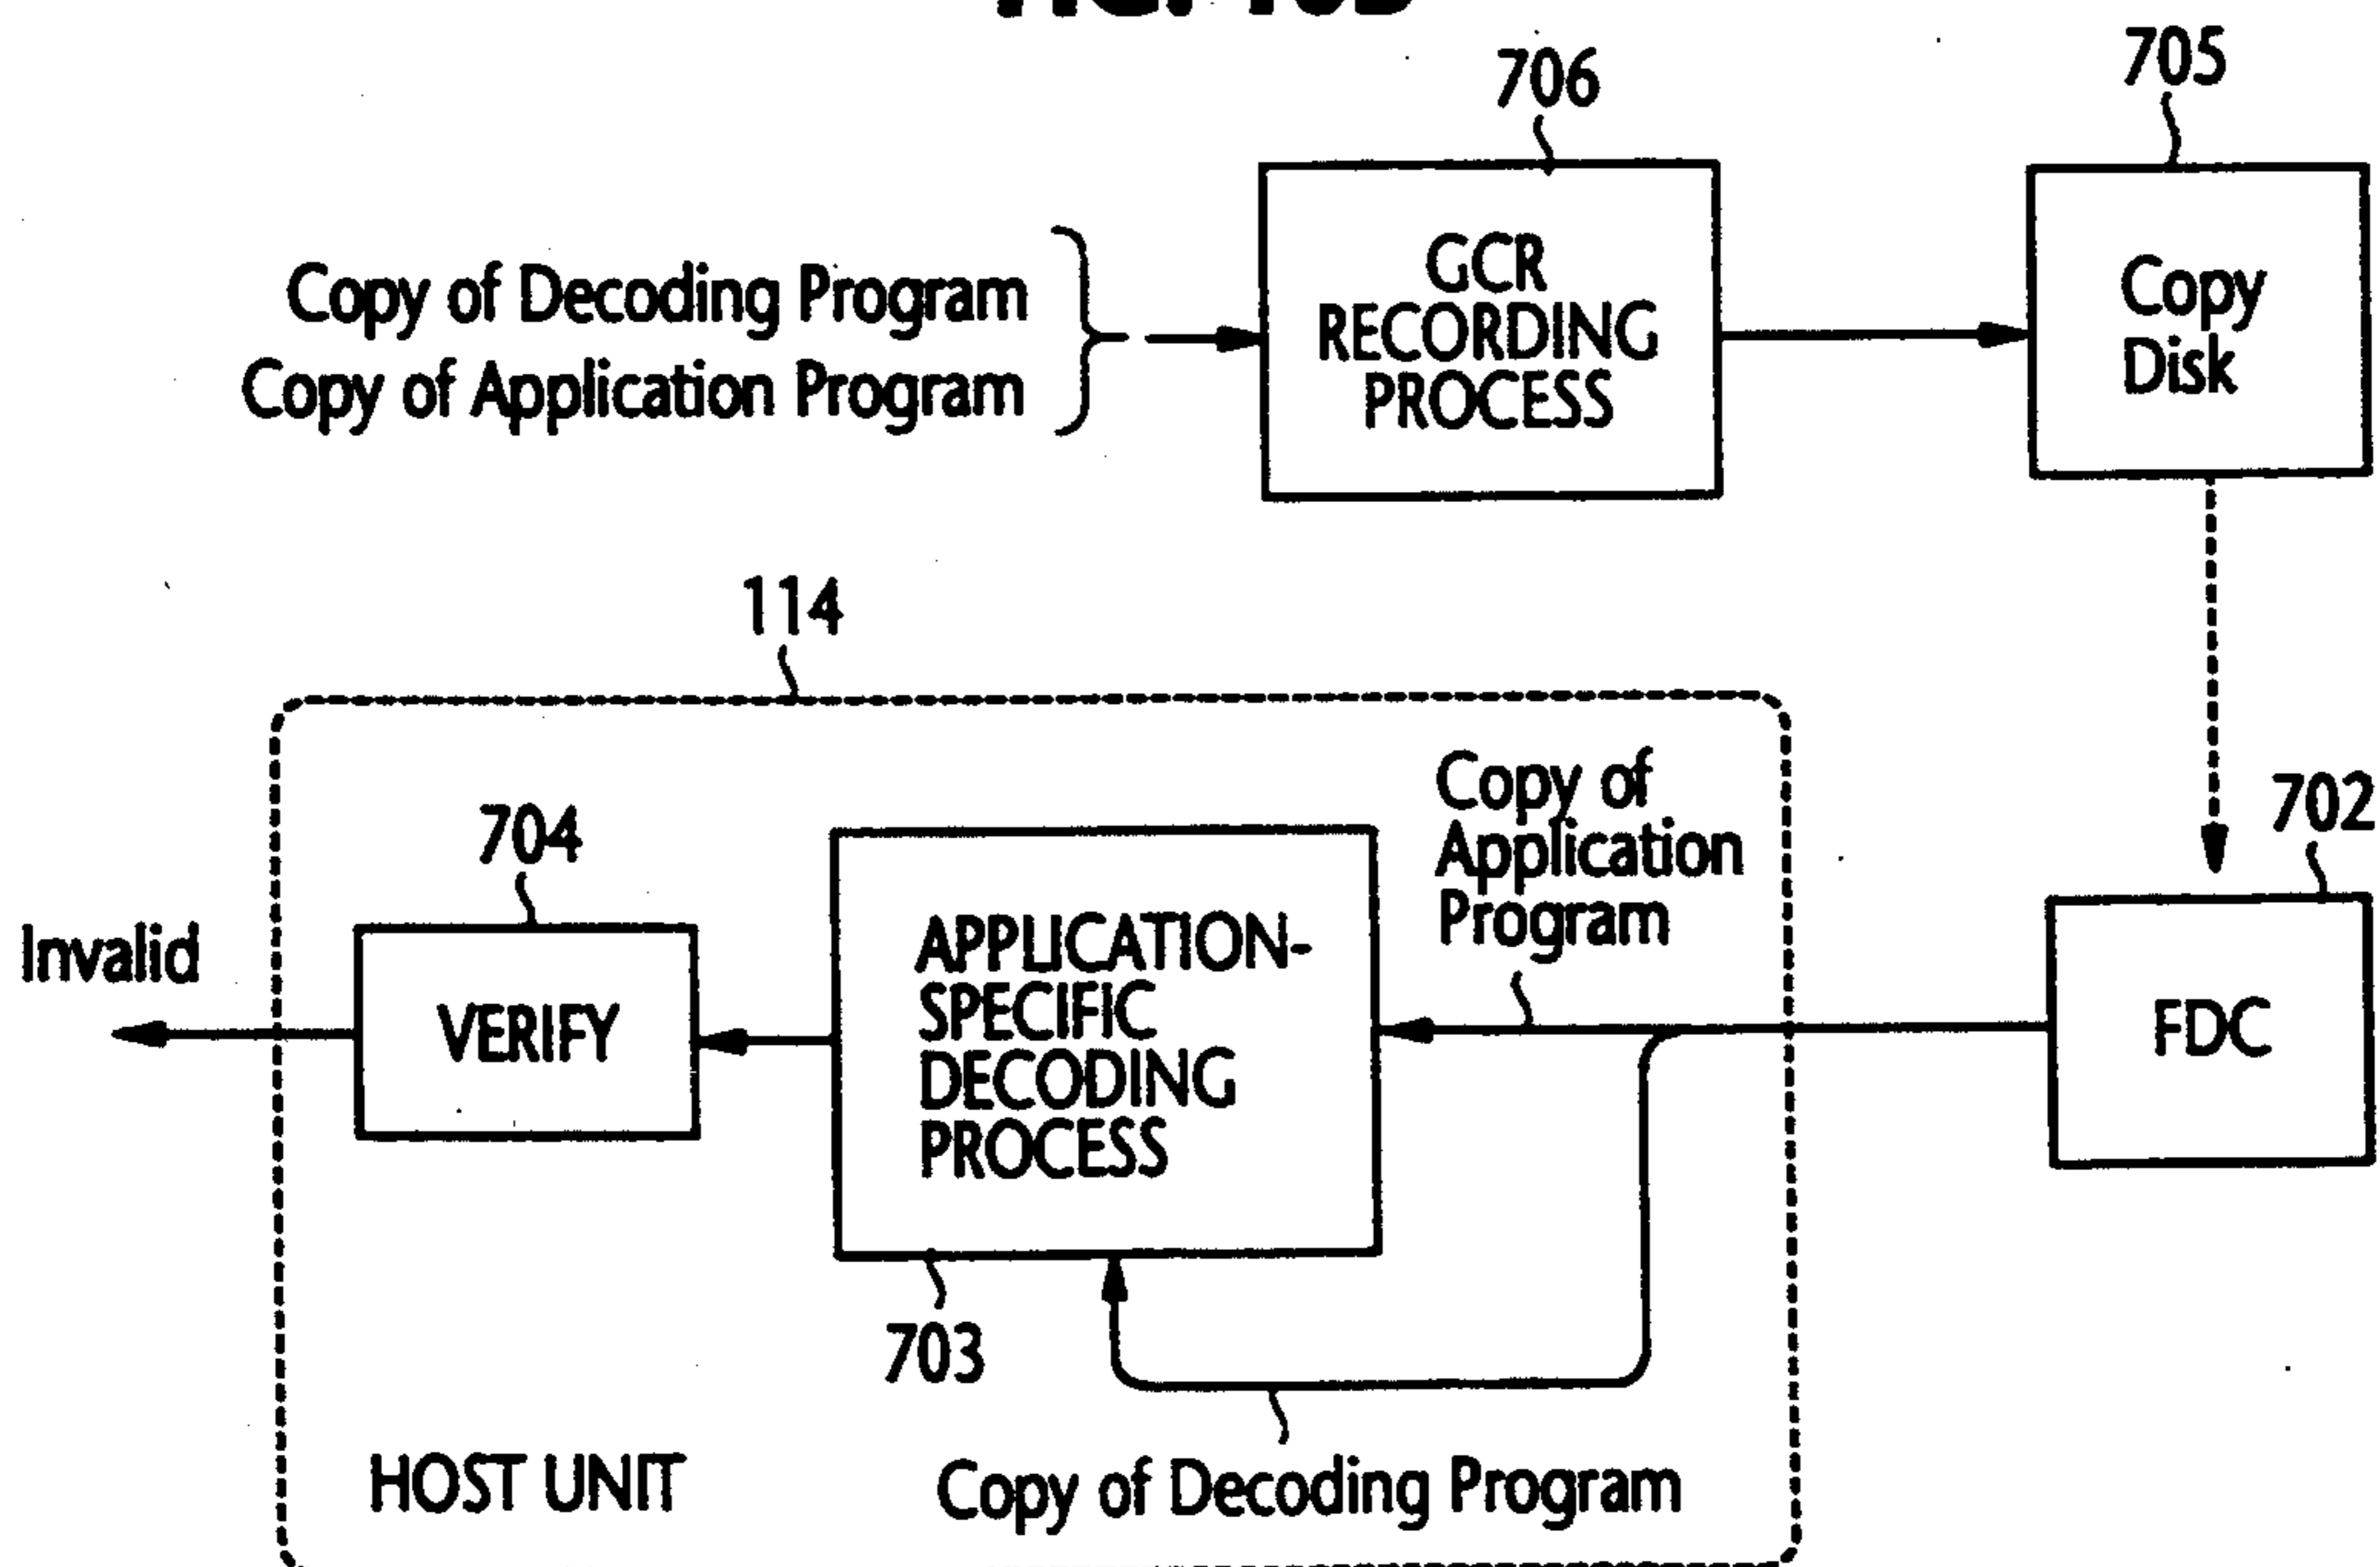 706
705
Copy of Decoding Program
Copy of Application Program
GCR
RECORDING
PROCESS
Copy
Disk
114
Copy of
Application
Program
702
704
Invalid
VERIFY
APPLICATION-
SPECIFIC
DECODING
PROCESS
FDC
703
HOST UNIT
Copy of Decoding Program